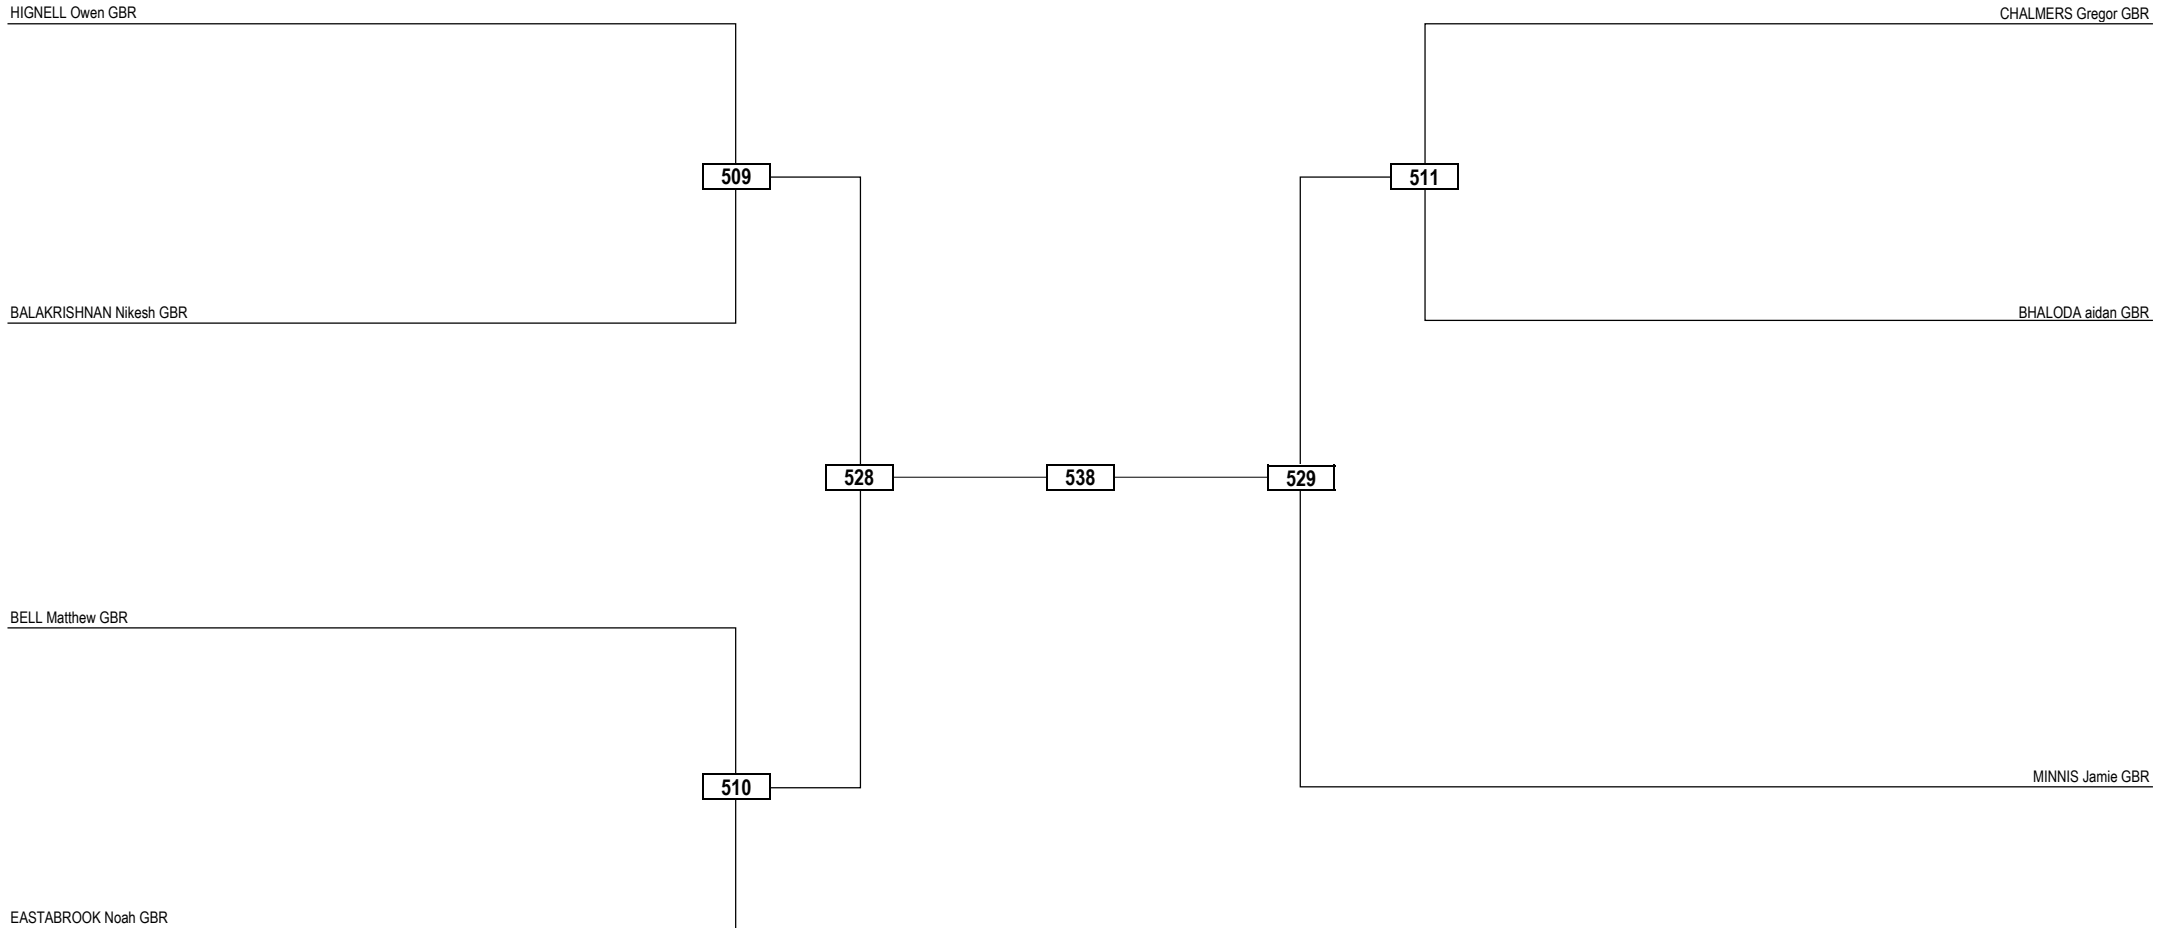 HIGNELL Owen GBR
CHALMERS Gregor GBR
509
511
BALAKRISHNAN Nikesh GBR
BHALODA aidan GBR
528
538
529
BELL Matthew GBR
MINNIS Jamie GBR
510
EASTABROOK Noah GBR